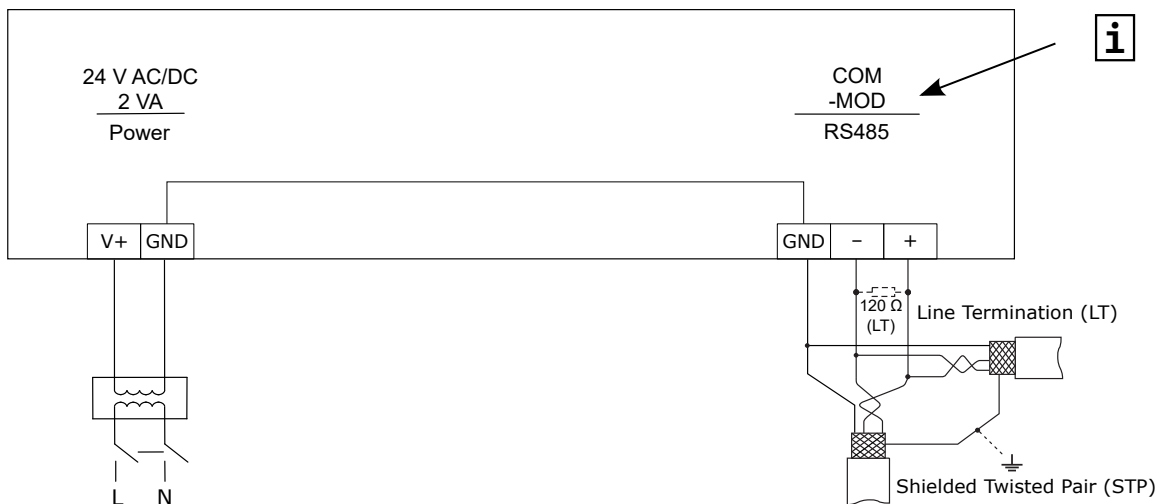 i
24 V AC/DC
2 VA
Power
COM
-MOD
RS485
V+ GND
GND - +
120 Ω
(LT)
Line Termination (LT)
Shielded Twisted Pair (STP)
L N